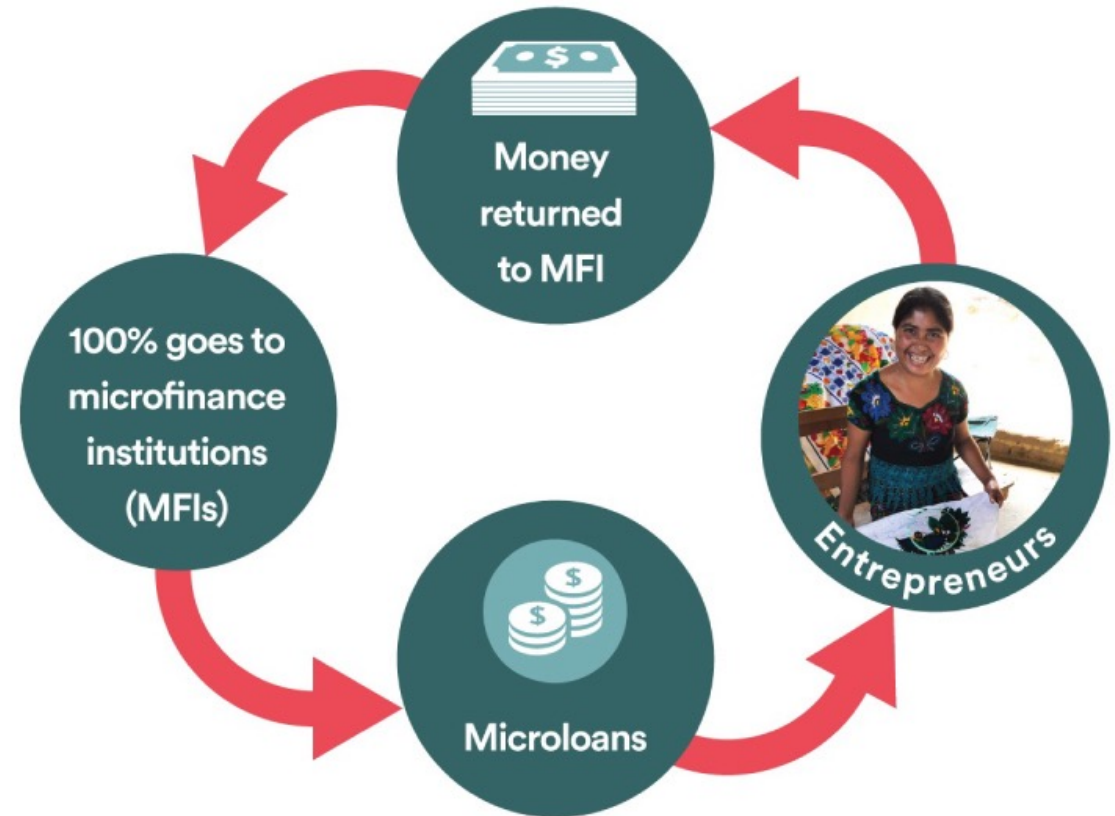 $
Money
returned
to MFI
100% goes to
microfinance
institutions
(MFIs)
$
$
Microloans
Entrepreneurs